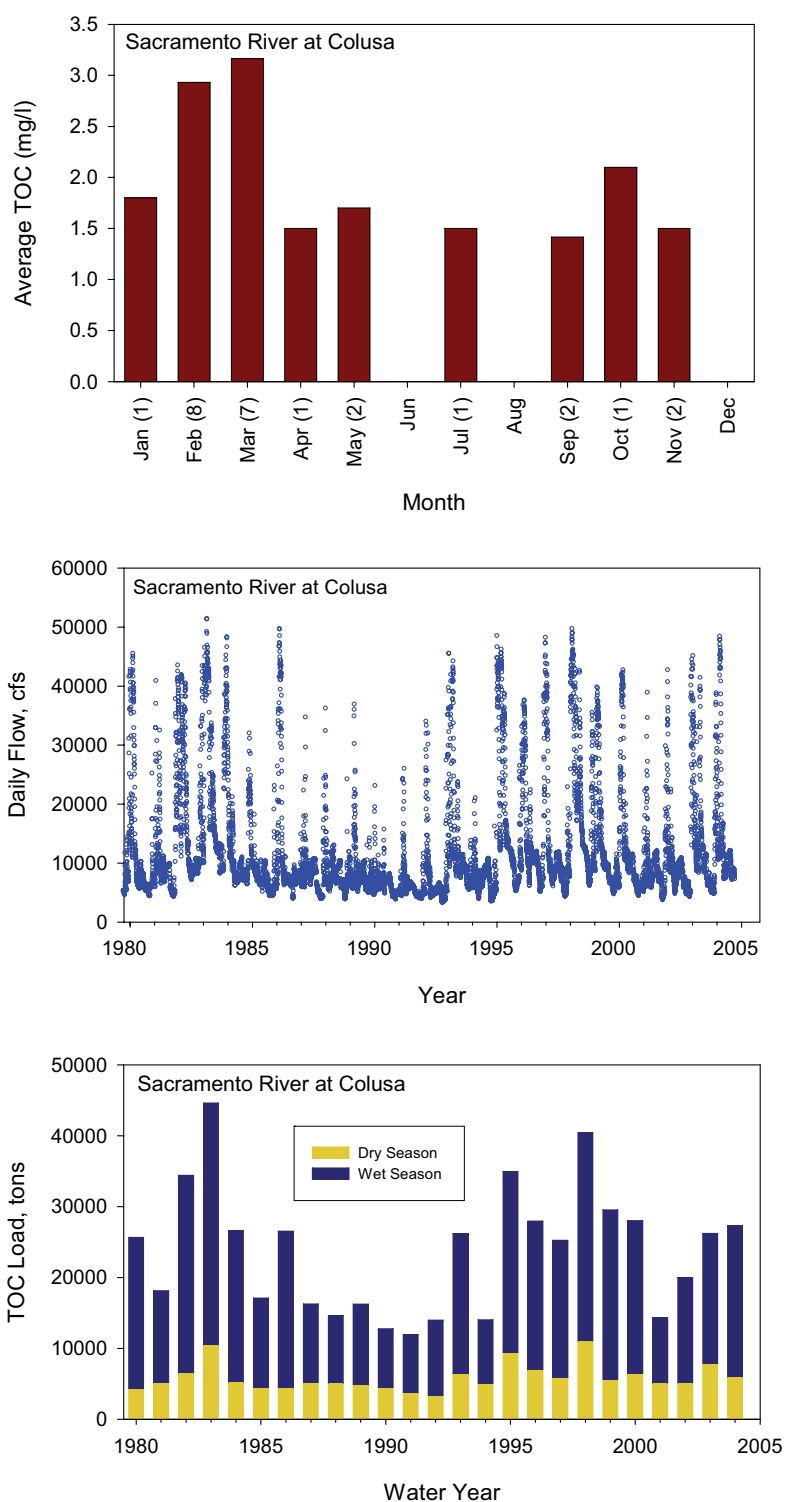 Sacramento River at Colusa
Average TOC (mg/l)
3.5
3.0
2.5
2.0
1.5
1.0
0.5
0.0
Jan (1)
Feb (8)
Mar (7)
Apr (1)
May (2)
Jun
Jul (1)
Aug
Sep (2)
Oct (1)
Nov (2)
Dec
Month
Sacramento River at Colusa
Daily Flow, cfs
60000
50000
40000
30000
20000
10000
0
1980 1985 1990 1995 2000 2005
Year
Sacramento River at Colusa
TOC Load, tons
50000
40000
30000
20000
10000
0
Dry Season
Wet Season
1980 1985 1990 1995 2000 2005
Water Year